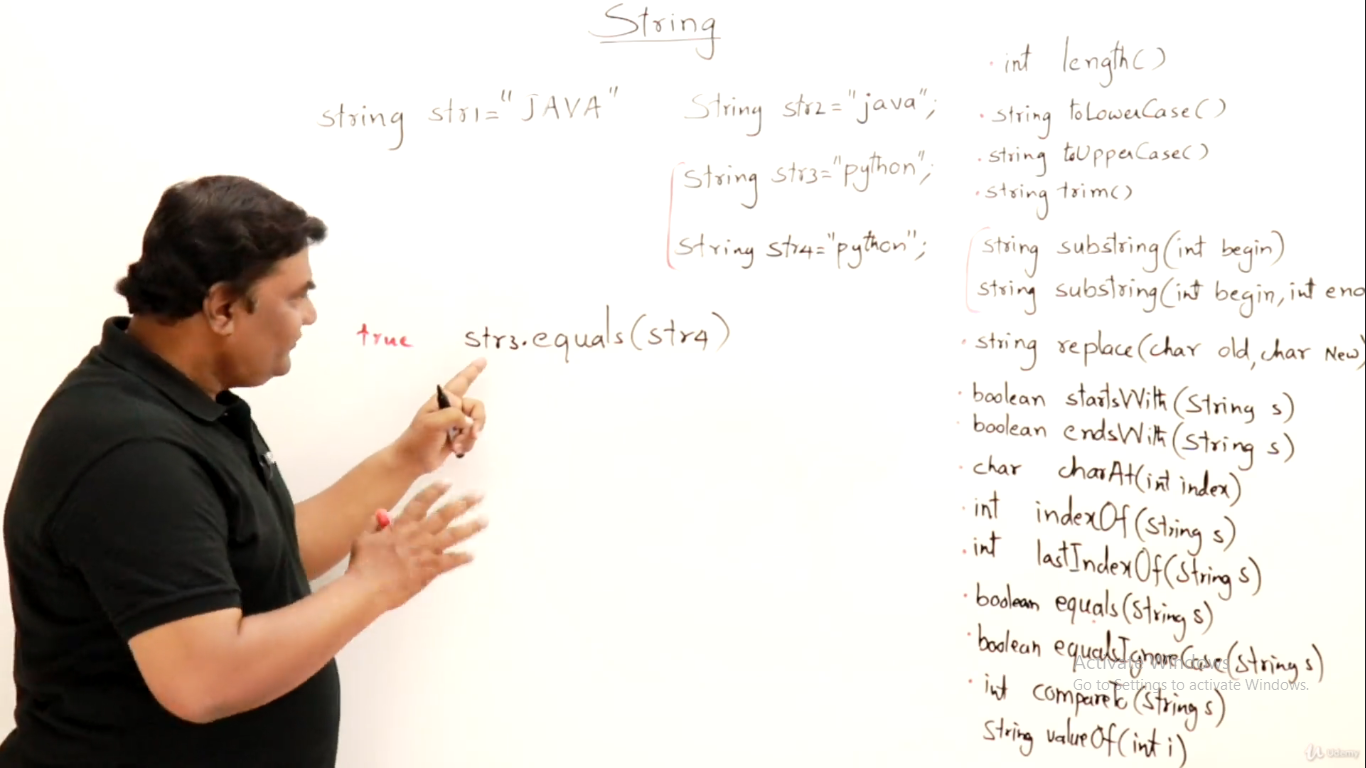 String
string str1="JAVA"
String str2="java";
String str3="python";
String str4="python";
true str3.equals(str4)
· int length()
· string toLowerCase()
· string toUpperCase()
· string trim()
string substring(int begin)
string substring(int begin, int end
· string replace(char old, char New)
· boolean startsWith(String s)
· boolean endsWith(String s)
· char charAt(int index)
· int indexOf(String s)
· int lastIndexOf(String s)
· boolean equals(String s)
· boolean equalsIgnoreCase(String s)
· int compareTo(String s)
String valueOf(int i)
Activate Windows
Go to Settings to activate Windows.
Udemy